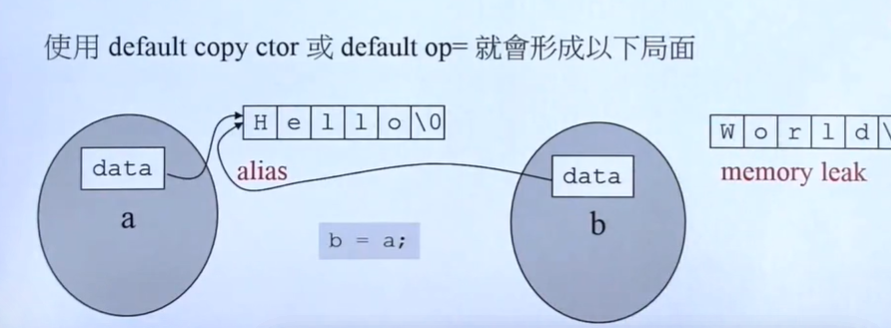 使用 default copy ctor 或 default op= 就會形成以下局面
H e l l o \0
W o r l d \
data
alias
data
memory leak
a
b
b = a;